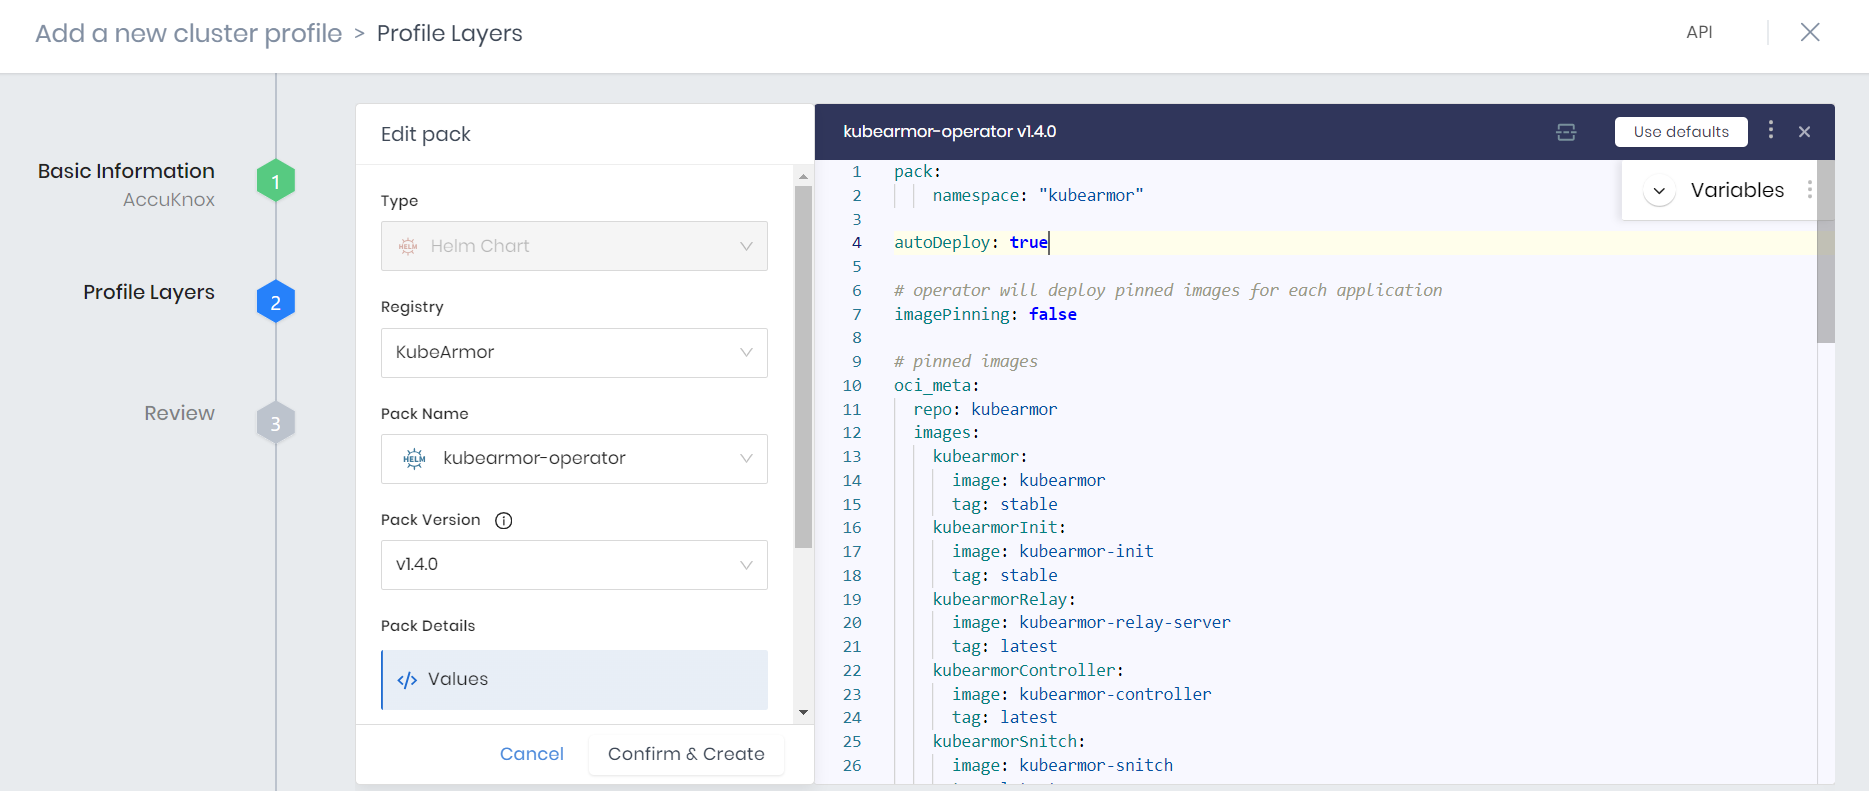 Add a new cluster profile > Profile Layers
API
Basic Information
AccuKnox
1
Profile Layers
2
Review
3
Edit pack
Type
HELM Helm Chart
Registry
KubeArmor
Pack Name
HELM kubearmor-operator
Pack Version
v1.4.0
Pack Details
</> Values
Cancel
Confirm & Create
kubearmor-operator v1.4.0
Use defaults
Variables
1 pack:
2 namespace: "kubearmor"
3
4 autoDeploy: true
5
6 # operator will deploy pinned images for each application
7 imagePinning: false
8
9 # pinned images
10 oci_meta:
11 repo: kubearmor
12 images:
13 kubearmor:
14 image: kubearmor
15 tag: stable
16 kubearmorInit:
17 image: kubearmor-init
18 tag: stable
19 kubearmorRelay:
20 image: kubearmor-relay-server
21 tag: latest
22 kubearmorController:
23 image: kubearmor-controller
24 tag: latest
25 kubearmorSnitch:
26 image: kubearmor-snitch